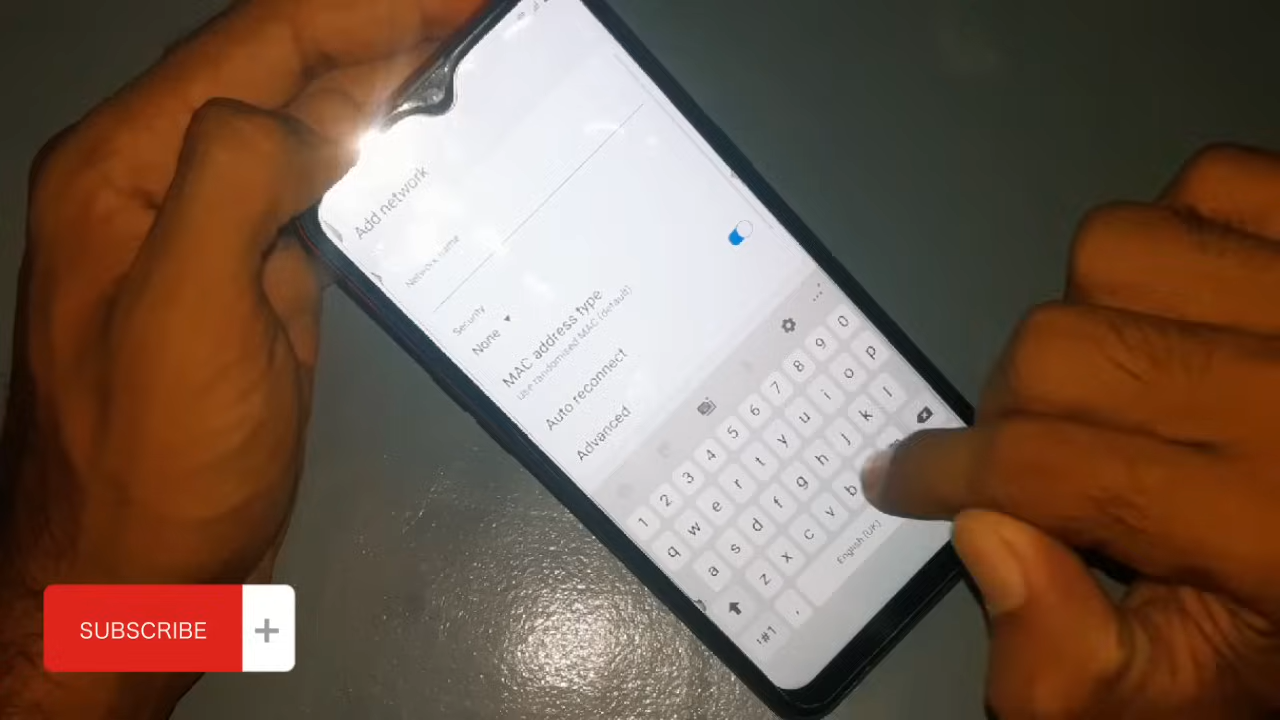 Add network
Network name
Security
None
MAC address type
Use randomised MAC (default)
Auto reconnect
Advanced
1 2 3 4 5 6 7 8 9 0
q w e r t y u i o p
a s d f g h j k l
z x c v b
!#1 , English (UK)
SUBSCRIBE +